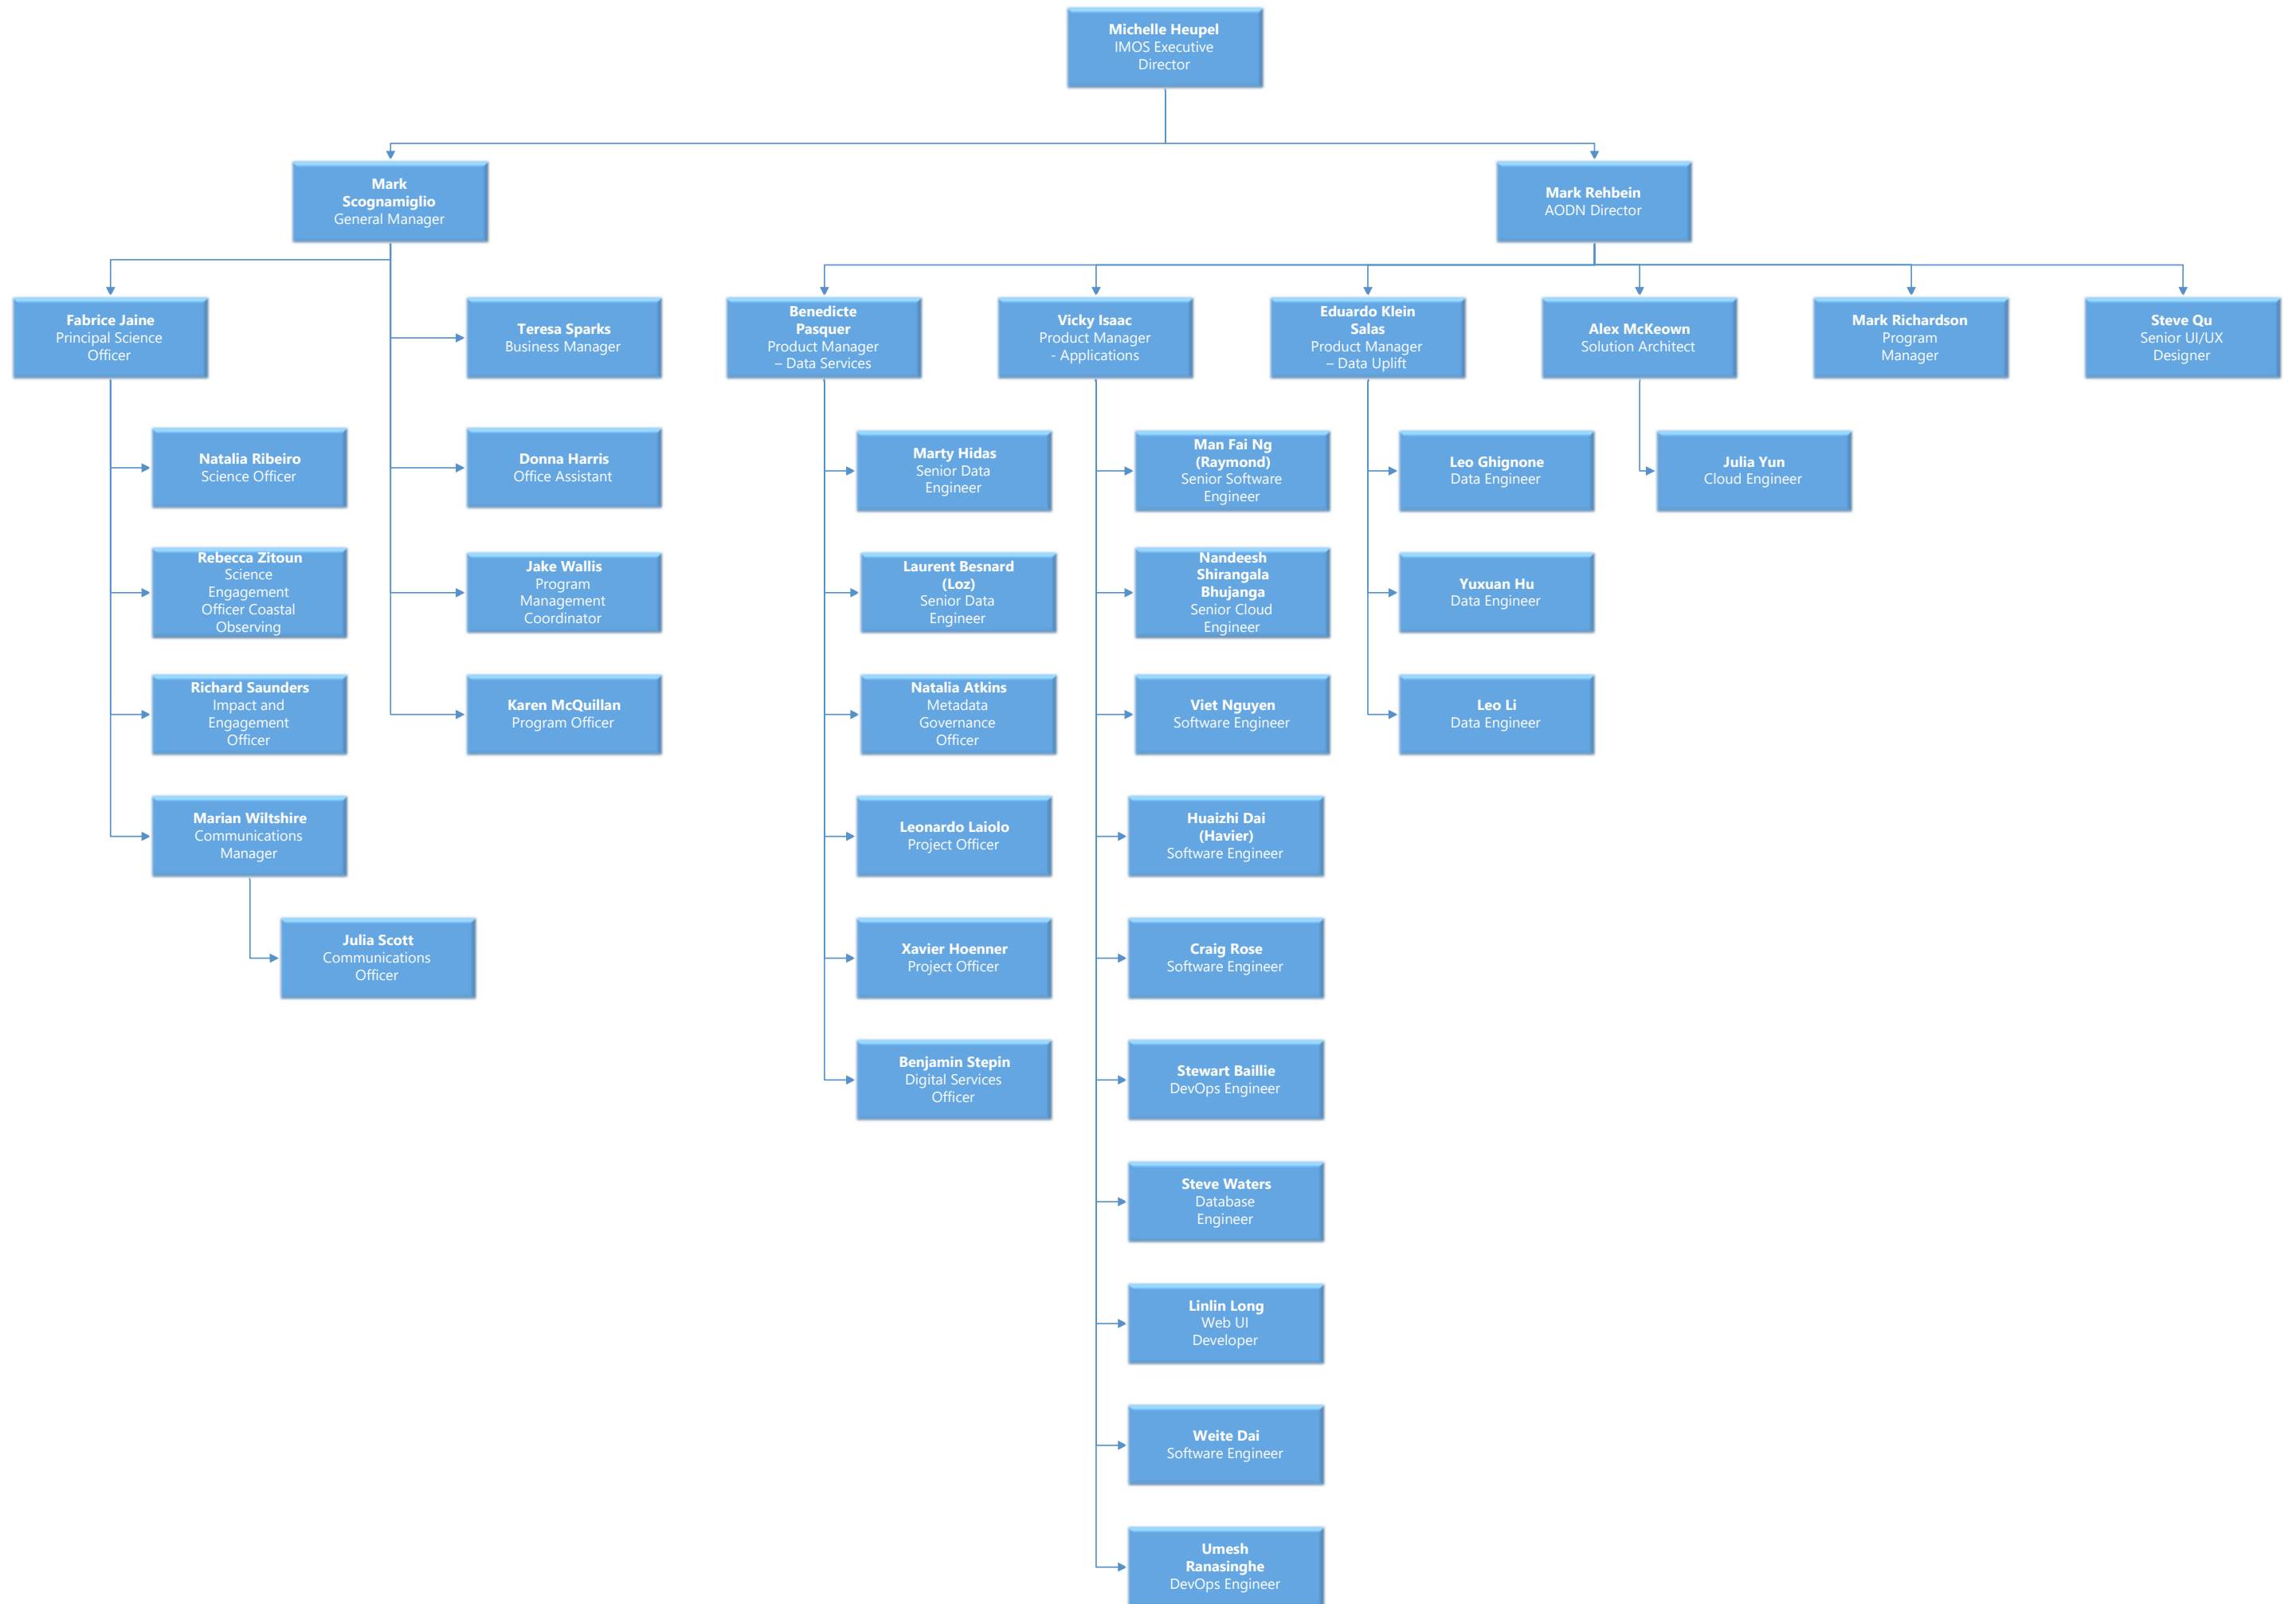 Michelle Heupel
IMOS Executive
Director
Mark
Scognamiglio
General Manager
Mark Rehbein
AODN Director
Fabrice Jaine
Principal Science
Officer
Teresa Sparks
Business Manager
Benedicte
Pasquer
Product Manager
– Data Services
Vicky Isaac
Product Manager
- Applications
Eduardo Klein
Salas
Product Manager
– Data Uplift
Alex McKeown
Solution Architect
Mark Richardson
Program
Manager
Steve Qu
Senior UI/UX
Designer
Natalia Ribeiro
Science Officer
Donna Harris
Office Assistant
Marty Hidas
Senior Data
Engineer
Man Fai Ng
(Raymond)
Senior Software
Engineer
Leo Ghignone
Data Engineer
Julia Yun
Cloud Engineer
Rebecca Zitoun
Science
Engagement
Officer Coastal
Observing
Jake Wallis
Program
Management
Coordinator
Laurent Besnard
(Loz)
Senior Data
Engineer
Nandeesh
Shirangala
Bhujanga
Senior Cloud
Engineer
Yuxuan Hu
Data Engineer
Richard Saunders
Impact and
Engagement
Officer
Karen McQuillan
Program Officer
Natalia Atkins
Metadata
Governance
Officer
Viet Nguyen
Software Engineer
Leo Li
Data Engineer
Marian Wiltshire
Communications
Manager
Leonardo Laiolo
Project Officer
Huaizhi Dai
(Havier)
Software Engineer
Julia Scott
Communications
Officer
Xavier Hoenner
Project Officer
Craig Rose
Software Engineer
Benjamin Stepin
Digital Services
Officer
Stewart Baillie
DevOps Engineer
Steve Waters
Database
Engineer
Linlin Long
Web UI
Developer
Weite Dai
Software Engineer
Umesh
Ranasinghe
DevOps Engineer